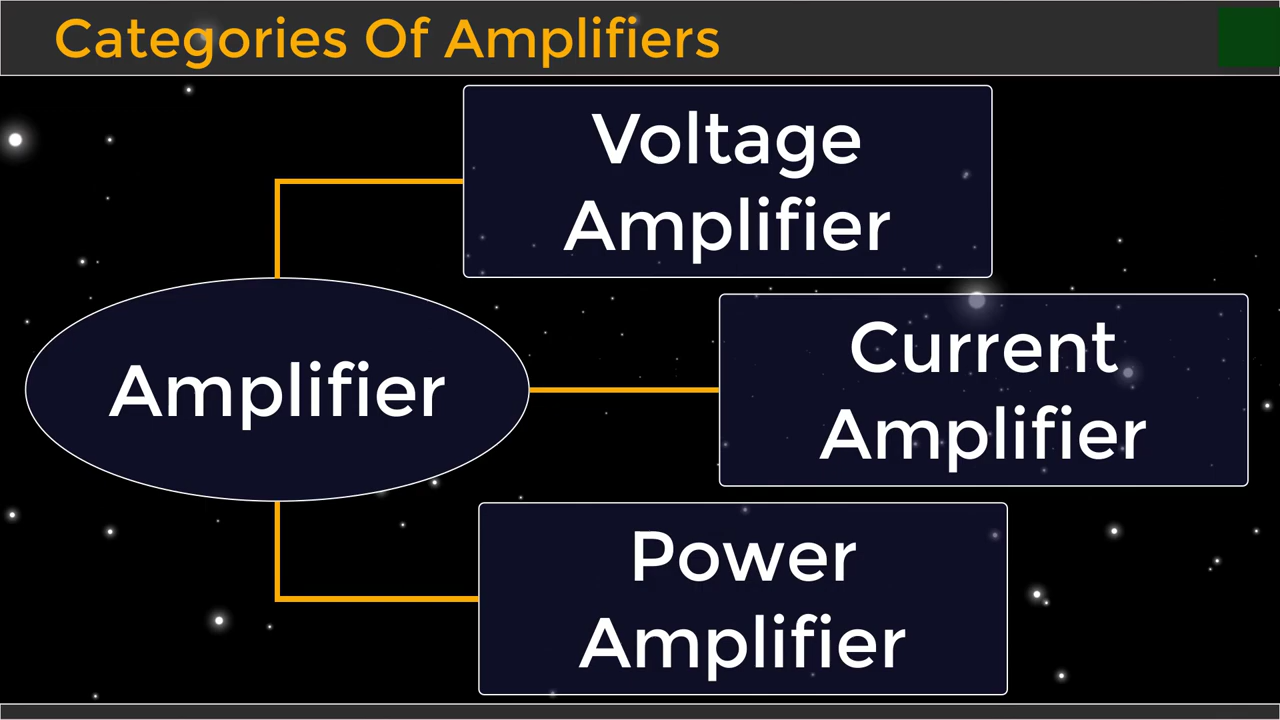 Categories Of Amplifiers
Voltage
Amplifier
Amplifier
Current
Amplifier
Power
Amplifier